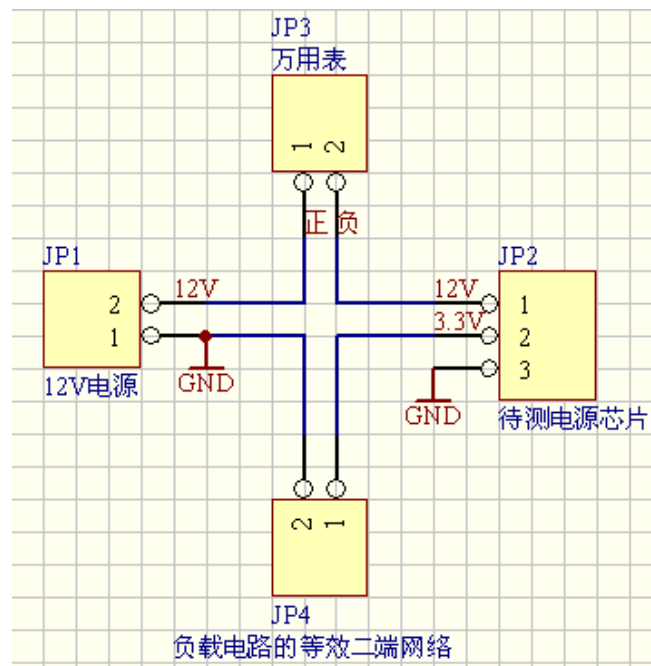 JP3
万用表
1 2
正 负
JP1
2 12V
1
GND
12V电源
JP2
12V 1
3.3V 2
3
GND
待测电源芯片
2 1
JP4
负载电路的等效二端网络